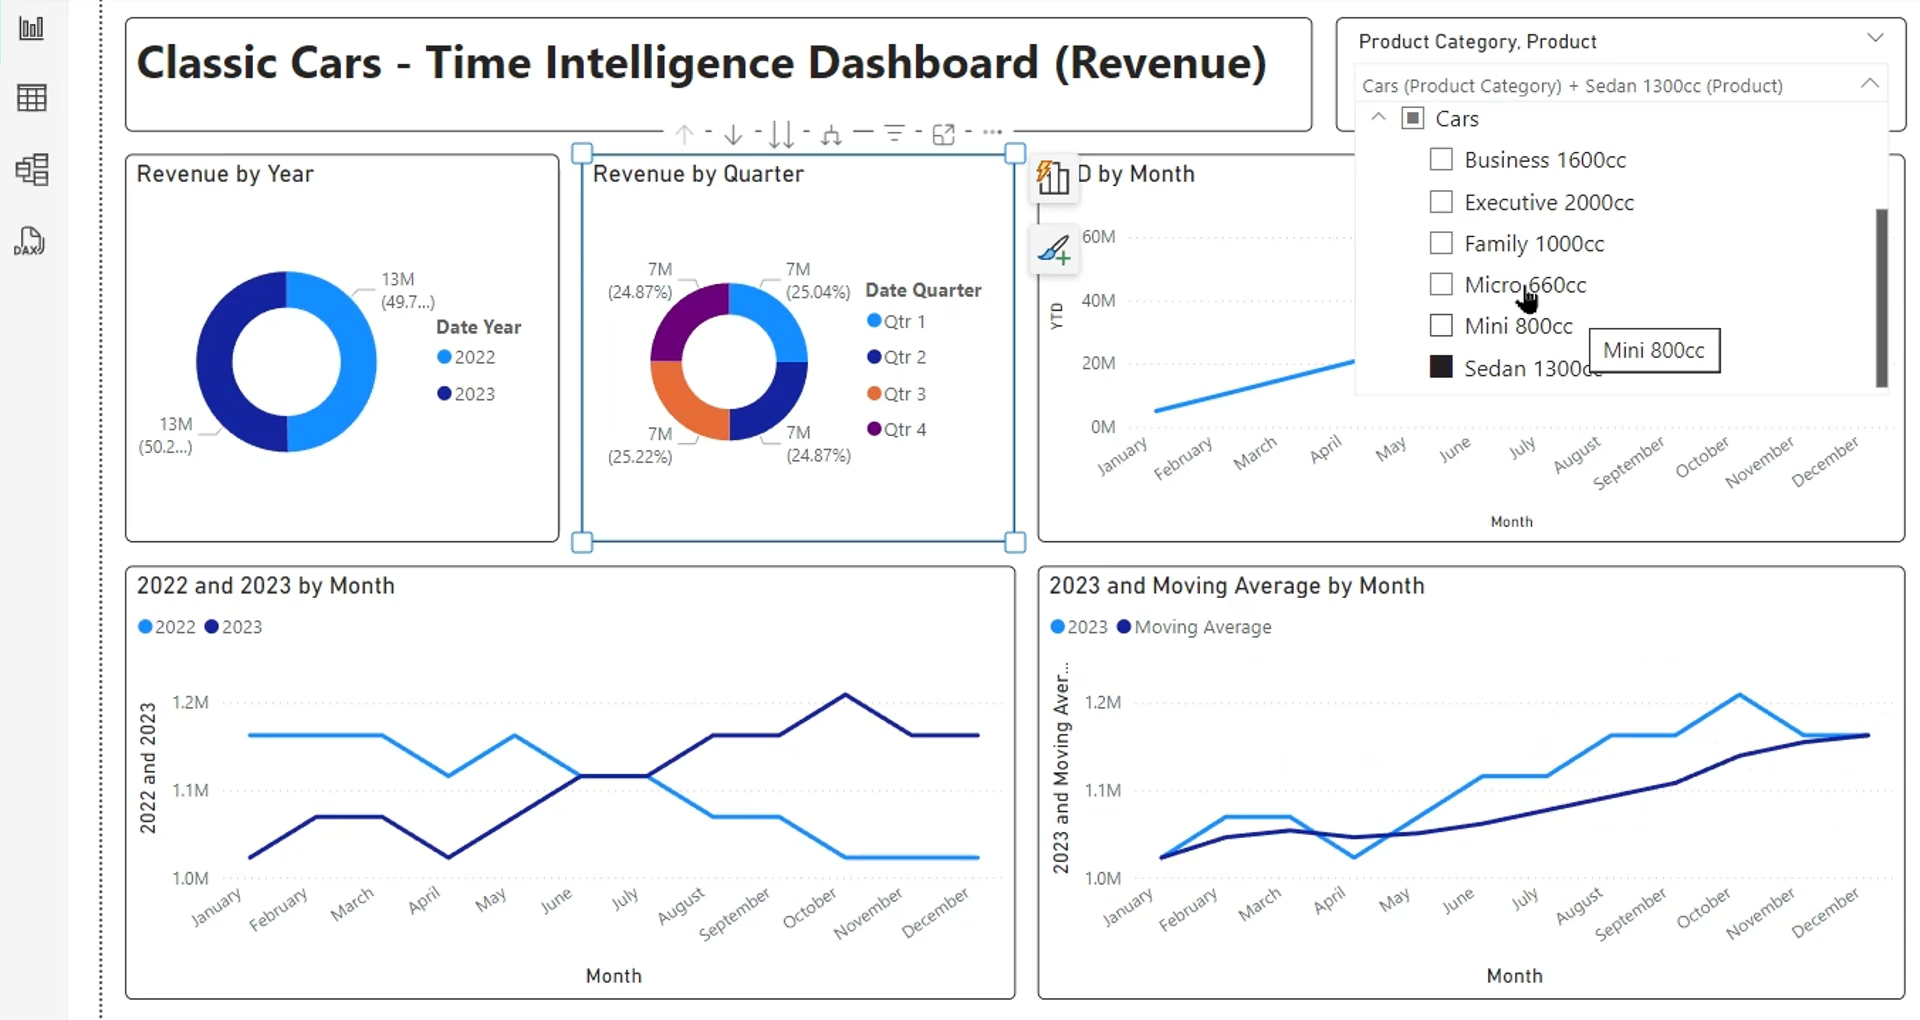 Classic Cars - Time Intelligence Dashboard (Revenue)
Product Category, Product
Cars (Product Category) + Sedan 1300cc (Product)
Cars
Business 1600cc
Executive 2000cc
Family 1000cc
Micro 660cc
Mini 800cc
Mini 800cc
Sedan 1300cc
DAX
Revenue by Year
13M
(49.7...)
Date Year
2022
2023
13M
(50.2...)
Revenue by Quarter
7M
(24.87%)
7M
(25.04%)
Date Quarter
Qtr 1
Qtr 2
Qtr 3
Qtr 4
7M
(25.22%)
7M
(24.87%)
D by Month
YTD
60M
40M
20M
0M
January
February
March
April
May
June
July
August
September
October
November
December
Month
2022 and 2023 by Month
2022
2023
2022 and 2023
1.2M
1.1M
1.0M
January
February
March
April
May
June
July
August
September
October
November
December
Month
2023 and Moving Average by Month
2023
Moving Average
2023 and Moving Aver...
1.2M
1.1M
1.0M
January
February
March
April
May
June
July
August
September
October
November
December
Month